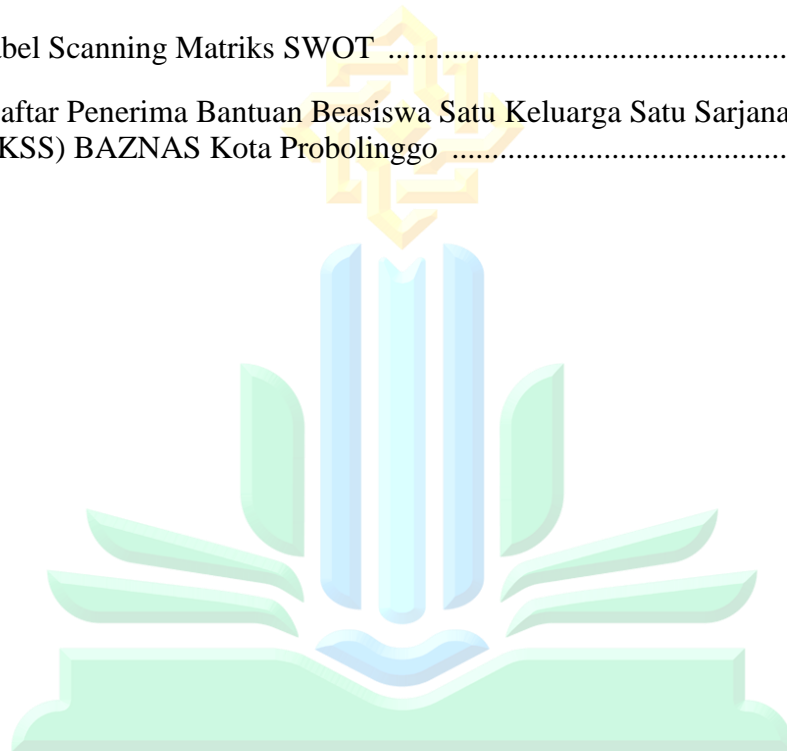 abel Scanning Matriks SWOT ..................................................
aftar Penerima Bantuan Beasiswa Satu Keluarga Satu Sarjana
KSS) BAZNAS Kota Probolinggo ..........................................